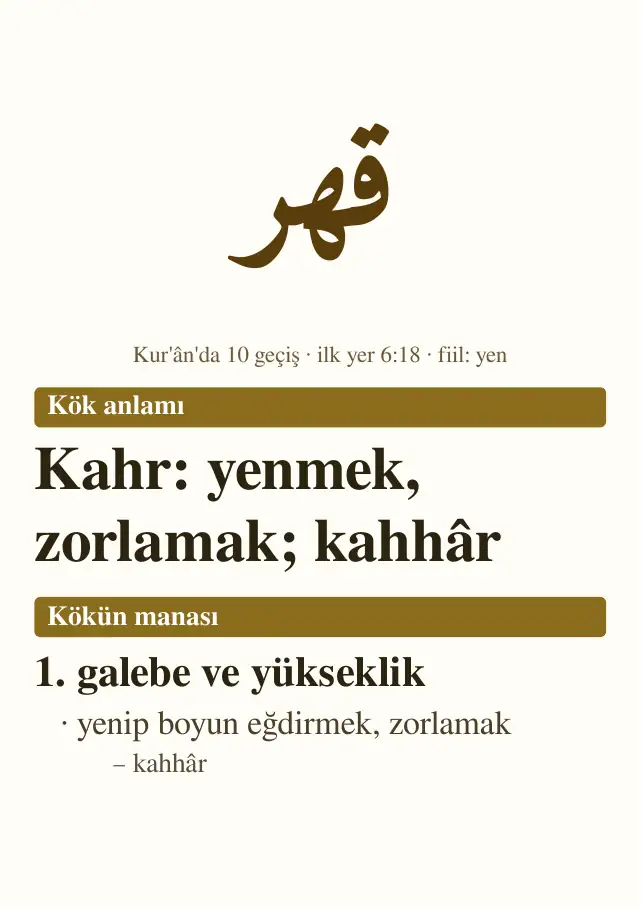 قهر
Kur'ân'da 10 geçiş · ilk yer 6:18 · fiil: yen
Kök anlamı
Kahr: yenmek,
zorlamak; kahhâr
Kökün manası
1. galebe ve yükseklik
· yenip boyun eğdirmek, zorlamak
– kahhâr